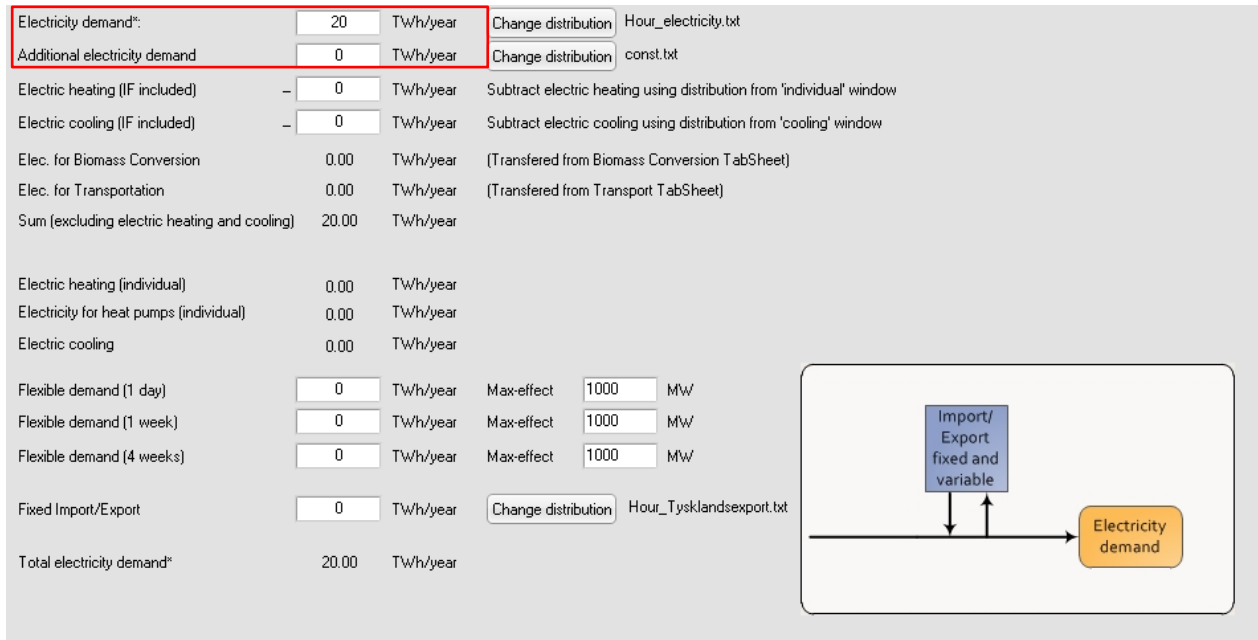 Electricity demand*: 20 TWh/year Change distribution Hour_electricity.txt
Additional electricity demand 0 TWh/year Change distribution const.txt
Electric heating (IF included) – 0 TWh/year Subtract electric heating using distribution from 'individual' window
Electric cooling (IF included) – 0 TWh/year Subtract electric cooling using distribution from 'cooling' window
Elec. for Biomass Conversion 0.00 TWh/year (Transfered from Biomass Conversion TabSheet)
Elec. for Transportation 0.00 TWh/year (Transfered from Transport TabSheet)
Sum (excluding electric heating and cooling) 20.00 TWh/year
Electric heating (individual) 0.00 TWh/year
Electricity for heat pumps (individual) 0.00 TWh/year
Electric cooling 0.00 TWh/year
Flexible demand (1 day) 0 TWh/year Max-effect 1000 MW
Flexible demand (1 week) 0 TWh/year Max-effect 1000 MW
Flexible demand (4 weeks) 0 TWh/year Max-effect 1000 MW
Fixed Import/Export 0 TWh/year Change distribution Hour_Tysklandsexport.txt
Total electricity demand* 20.00 TWh/year
Import/
Export
fixed and
variable
Electricity
demand